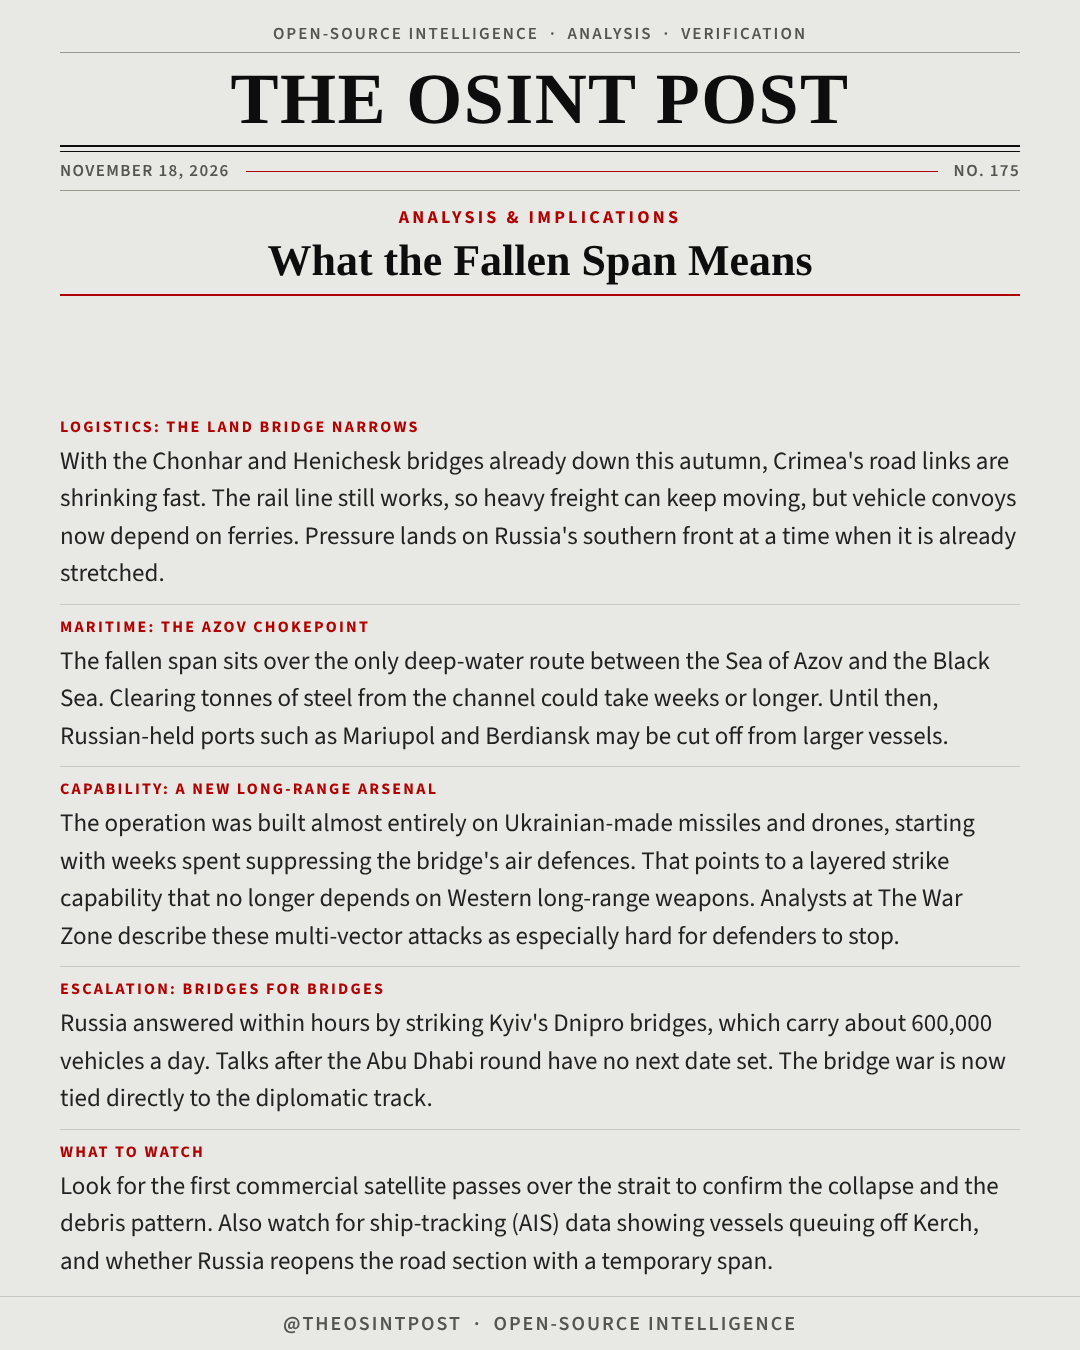 OPEN-SOURCE INTELLIGENCE · ANALYSIS · VERIFICATION
THE OSINT POST
NOVEMBER 18, 2026
NO. 175
ANALYSIS & IMPLICATIONS
What the Fallen Span Means
LOGISTICS: THE LAND BRIDGE NARROWS
With the Chonhar and Henichesk bridges already down this autumn, Crimea's road links are
shrinking fast. The rail line still works, so heavy freight can keep moving, but vehicle convoys
now depend on ferries. Pressure lands on Russia's southern front at a time when it is already
stretched.
MARITIME: THE AZOV CHOKEPOINT
The fallen span sits over the only deep-water route between the Sea of Azov and the Black
Sea. Clearing tonnes of steel from the channel could take weeks or longer. Until then,
Russian-held ports such as Mariupol and Berdiansk may be cut off from larger vessels.
CAPABILITY: A NEW LONG-RANGE ARSENAL
The operation was built almost entirely on Ukrainian-made missiles and drones, starting
with weeks spent suppressing the bridge's air defences. That points to a layered strike
capability that no longer depends on Western long-range weapons. Analysts at The War
Zone describe these multi-vector attacks as especially hard for defenders to stop.
ESCALATION: BRIDGES FOR BRIDGES
Russia answered within hours by striking Kyiv's Dnipro bridges, which carry about 600,000
vehicles a day. Talks after the Abu Dhabi round have no next date set. The bridge war is now
tied directly to the diplomatic track.
WHAT TO WATCH
Look for the first commercial satellite passes over the strait to confirm the collapse and the
debris pattern. Also watch for ship-tracking (AIS) data showing vessels queuing off Kerch,
and whether Russia reopens the road section with a temporary span.
@THEOSINTPOST · OPEN-SOURCE INTELLIGENCE